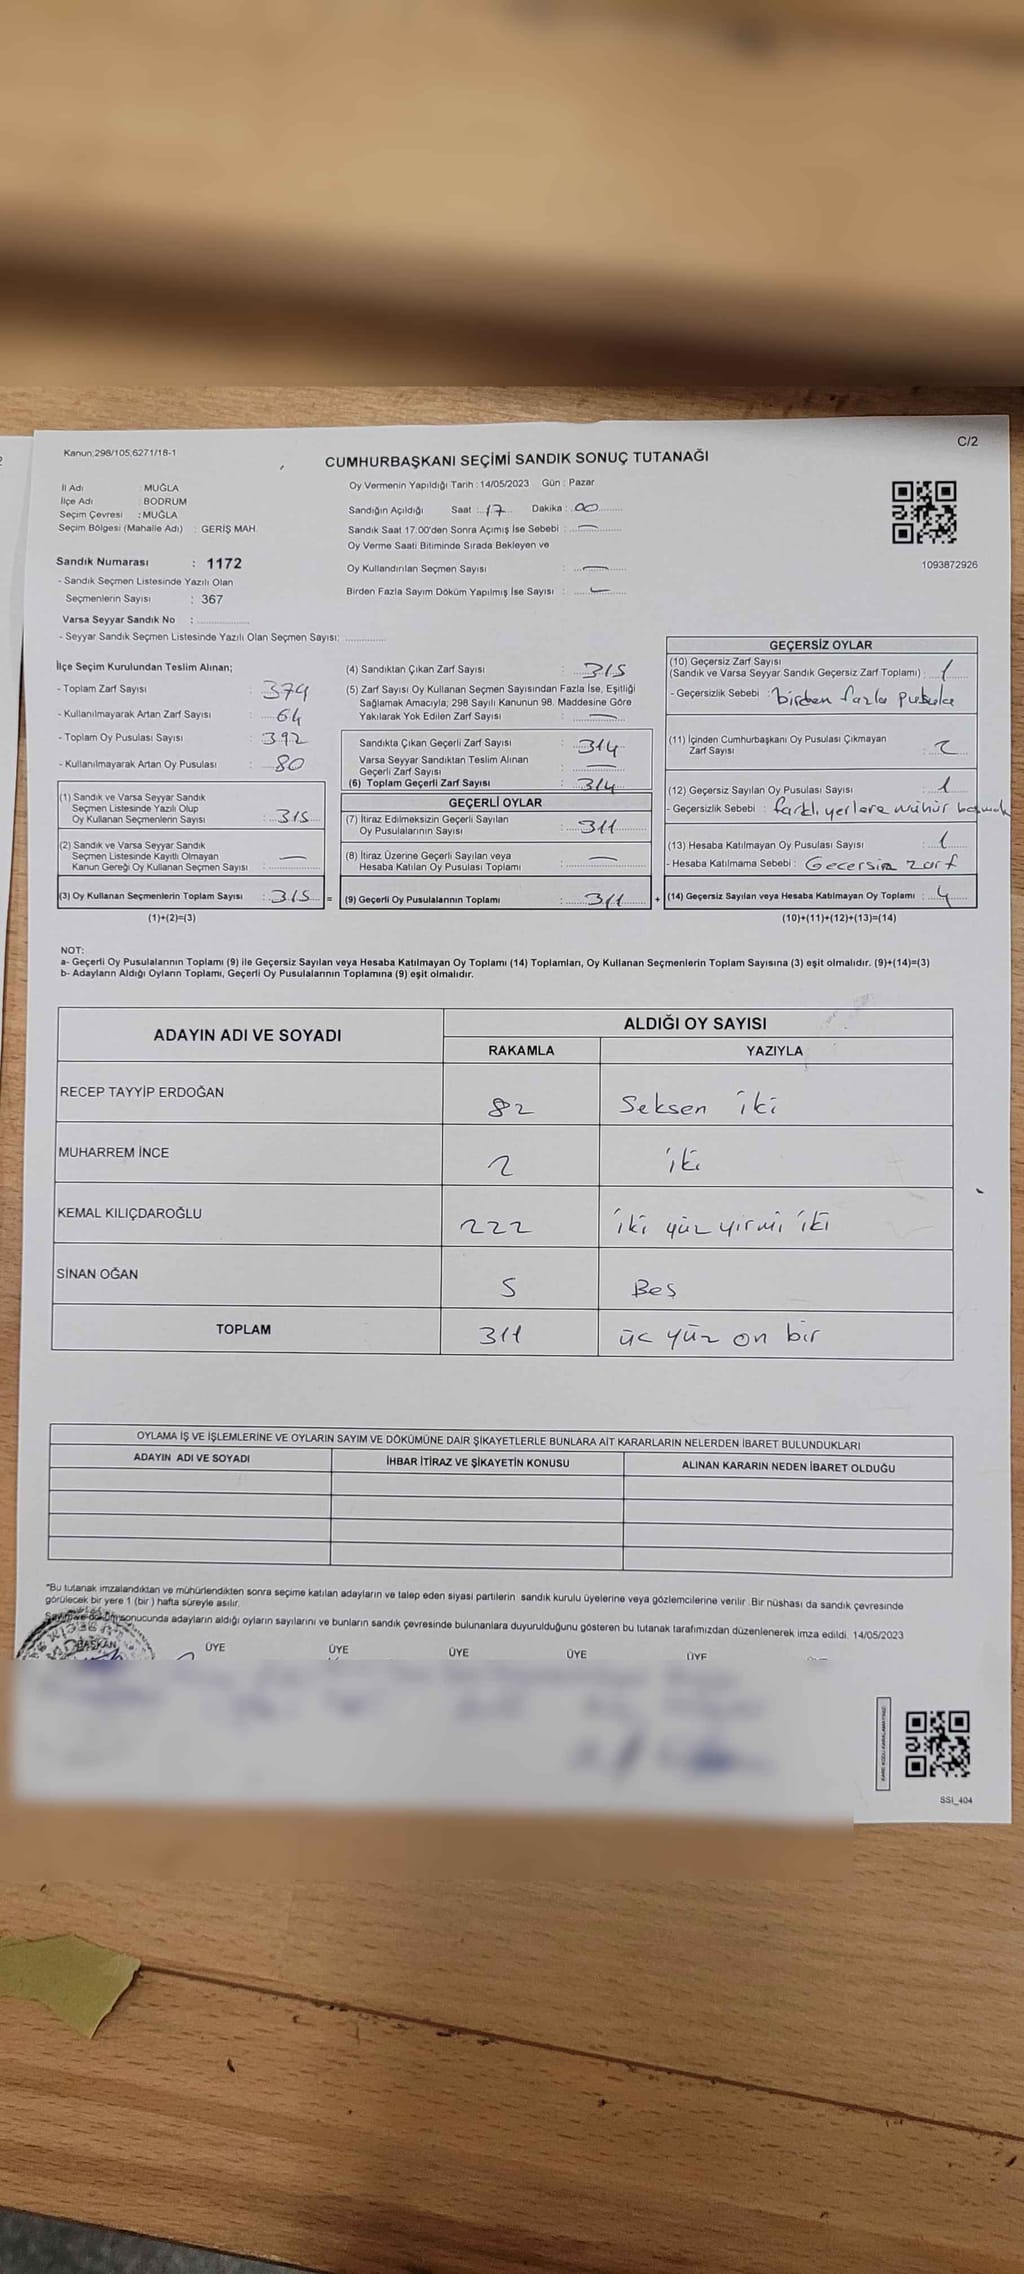 C/2
Kanun,298/105,6271/18-1
CUMHURBAŞKANI SEÇİMİ SANDIK SONUÇ TUTANAĞI
İl Adı : MUĞLA
İlçe Adı : BODRUM
Seçim Çevresi : MUĞLA
Seçim Bölgesi (Mahalle Adı) : GERİŞ MAH.
Sandık Numarası : 1172
- Sandık Seçmen Listesinde Yazılı Olan
Seçmenlerin Sayısı : 367
Varsa Seyyar Sandık No :
- Seyyar Sandık Seçmen Listesinde Yazılı Olan Seçmen Sayısı:
Oy Vermenin Yapıldığı Tarih : 14/05/2023 Gün : Pazar
Sandığın Açıldığı Saat : 17 Dakika : 00
Sandık Saat 17.00'den Sonra Açımış İse Sebebi : —
Oy Verme Saati Bitiminde Sırada Bekleyen ve
Oy Kullandırılan Seçmen Sayısı : —
Birden Fazla Sayım Döküm Yapılmış İse Sayısı : —
1093872926
İlçe Seçim Kurulundan Teslim Alınan;
- Toplam Zarf Sayısı : 379
- Kullanılmayarak Artan Zarf Sayısı : 64
- Toplam Oy Pusulası Sayısı : 392
- Kullanılmayarak Artan Oy Pusulası : 80
(1) Sandık ve Varsa Seyyar Sandık
Seçmen Listesinde Yazılı Olup
Oy Kullanan Seçmenlerin Sayısı : 315
(2) Sandık ve Varsa Seyyar Sandık
Seçmen Listesinde Kayıtlı Olmayan
Kanun Gereği Oy Kullanan Seçmen Sayısı : —
(3) Oy Kullanan Seçmenlerin Toplam Sayısı : 315 =
(1)+(2)=(3)
(4) Sandıktan Çıkan Zarf Sayısı : 315
(5) Zarf Sayısı Oy Kullanan Seçmen Sayısından Fazla İse, Eşitliği
Sağlamak Amacıyla; 298 Sayılı Kanunun 98. Maddesine Göre
Yakılarak Yok Edilen Zarf Sayısı : —
Sandıkta Çıkan Geçerli Zarf Sayısı : 314
Varsa Seyyar Sandıktan Teslim Alınan
Geçerli Zarf Sayısı : —
(6) Toplam Geçerli Zarf Sayısı : 314
GEÇERLİ OYLAR
(7) İtiraz Edilmeksizin Geçerli Sayılan
Oy Pusulalarının Sayısı : 311
(8) İtiraz Üzerine Geçerli Sayılan veya
Hesaba Katılan Oy Pusulası Toplamı : —
(9) Geçerli Oy Pusulalarının Toplamı : 311 +
GEÇERSİZ OYLAR
(10) Geçersiz Zarf Sayısı
(Sandık ve Varsa Seyyar Sandık Geçersiz Zarf Toplamı) : 1
- Geçersizlik Sebebi : birden fazla pusula
(11) İçinden Cumhurbaşkanı Oy Pusulası Çıkmayan
Zarf Sayısı : 2
(12) Geçersiz Sayılan Oy Pusulası Sayısı : 1
- Geçersizlik Sebebi : farklı yerlere mühür basmak
(13) Hesaba Katılmayan Oy Pusulası Sayısı : 1
- Hesaba Katılmama Sebebi : Gecersiz zarf
(14) Geçersiz Sayılan veya Hesaba Katılmayan Oy Toplamı : 4
(10)+(11)+(12)+(13)=(14)
NOT:
a- Geçerli Oy Pusulalarının Toplamı (9) ile Geçersiz Sayılan veya Hesaba Katılmayan Oy Toplamı (14) Toplamları, Oy Kullanan Seçmenlerin Toplam Sayısına (3) eşit olmalıdır. (9)+(14)=(3)
b- Adayların Aldığı Oyların Toplamı, Geçerli Oy Pusulalarının Toplamına (9) eşit olmalıdır.
ADAYIN ADI VE SOYADI
ALDIĞI OY SAYISI
RAKAMLA YAZIYLA
RECEP TAYYİP ERDOĞAN 82 Seksen iki
MUHARREM İNCE 2 iki
KEMAL KILIÇDAROĞLU 222 iki yüz yirmi iki
SİNAN OĞAN 5 Beş
TOPLAM 311 üç yüz on bir
OYLAMA İŞ VE İŞLEMLERİNE VE OYLARIN SAYIM VE DÖKÜMÜNE DAİR ŞİKAYETLERLE BUNLARA AİT KARARLARIN NELERDEN İBARET BULUNDUKLARI
ADAYIN ADI VE SOYADI İHBAR İTİRAZ VE ŞİKAYETİN KONUSU ALINAN KARARIN NEDEN İBARET OLDUĞU
"Bu tutanak imzalandıktan ve mühürlendikten sonra seçime katılan adayların ve talep eden siyasi partilerin sandık kurulu üyelerine veya gözlemcilerine verilir .Bir nüshası da sandık çevresinde
görülecek bir yere 1 (bir ) hafta süreyle asılır.
Sayım ve döküm sonucunda adayların aldığı oyların sayılarını ve bunların sandık çevresinde bulunanlara duyurulduğunu gösteren bu tutanak tarafımızdan düzenlenerek imza edildi. 14/05/2023
BAŞKAN ÜYE ÜYE ÜYE ÜYE ÜYE
SSI_404